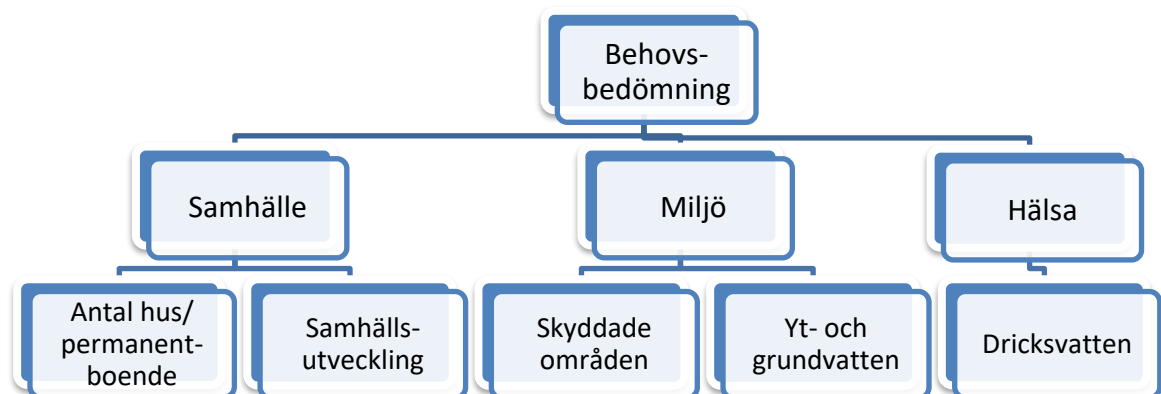 Behovs-
bedömning
Samhälle
Miljö
Hälsa
Antal hus/
permanent-
boende
Samhälls-
utveckling
Skyddade
områden
Yt- och
grundvatten
Dricksvatten